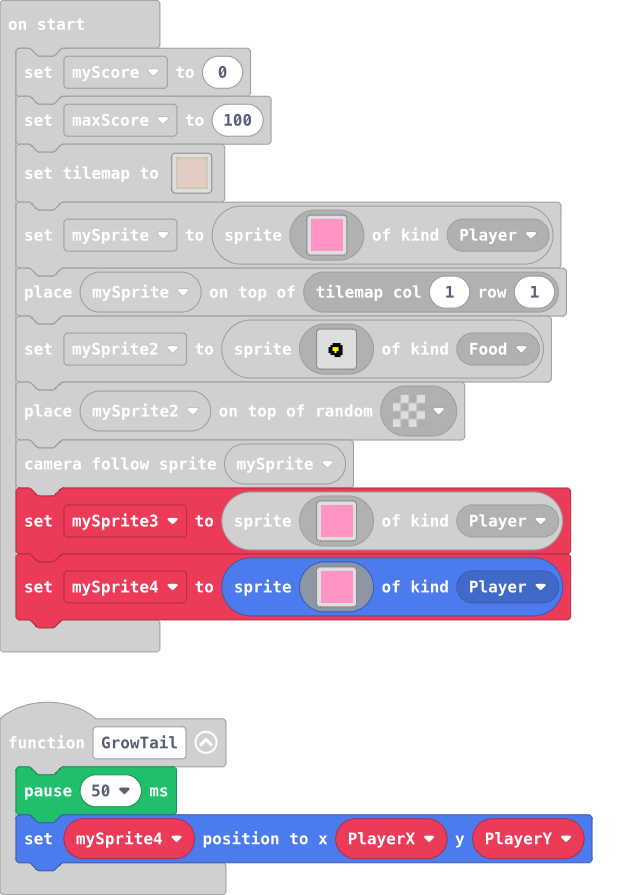 on start
set myScore to 0
set maxScore to 100
set tilemap to
set mySprite to sprite of kind Player
place mySprite on top of tilemap col 1 row 1
set mySprite2 to sprite of kind Food
place mySprite2 on top of random
camera follow sprite mySprite
set mySprite3 to sprite of kind Player
set mySprite4 to sprite of kind Player
function GrowTail
pause 50 ms
set mySprite4 position to x PlayerX y PlayerY